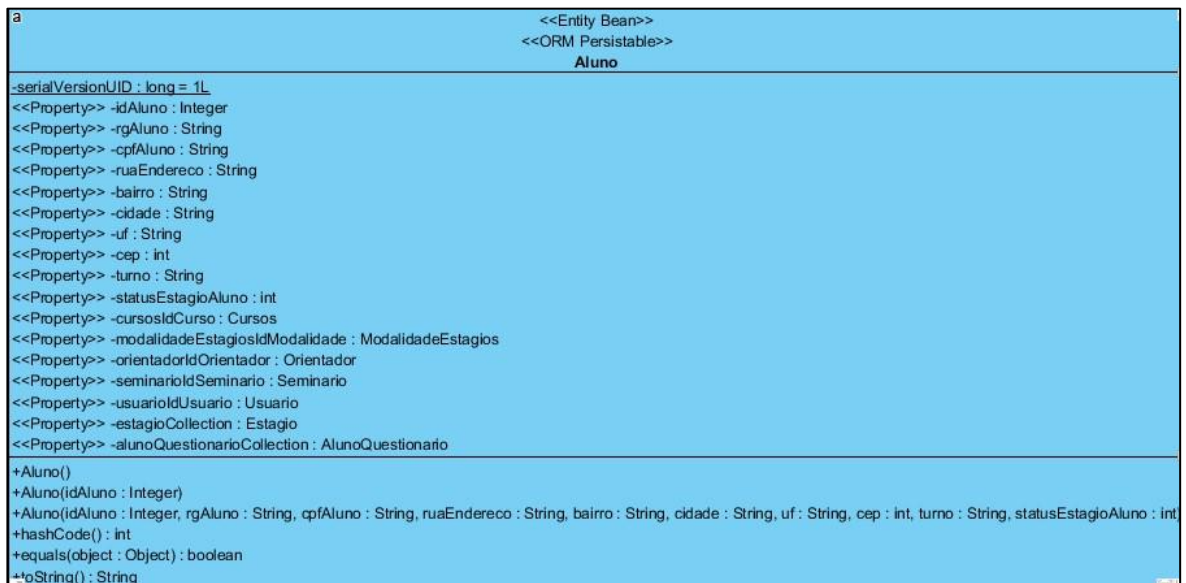 a
<<Entity Bean>>
<<ORM Persistable>>
Aluno
-serialVersionUID : long = 1L
<<Property>> -idAluno : Integer
<<Property>> -rgAluno : String
<<Property>> -cpfAluno : String
<<Property>> -ruaEndereco : String
<<Property>> -bairro : String
<<Property>> -cidade : String
<<Property>> -uf : String
<<Property>> -cep : int
<<Property>> -turno : String
<<Property>> -statusEstagioAluno : int
<<Property>> -cursosIdCurso : Cursos
<<Property>> -modalidadeEstagiosIdModalidade : ModalidadeEstagios
<<Property>> -orientadorIdOrientador : Orientador
<<Property>> -seminarioIdSeminario : Seminario
<<Property>> -usuarioIdUsuario : Usuario
<<Property>> -estagioCollection : Estagio
<<Property>> -alunoQuestionarioCollection : AlunoQuestionario
+Aluno()
+Aluno(idAluno : Integer)
+Aluno(idAluno : Integer, rgAluno : String, cpfAluno : String, ruaEndereco : String, bairro : String, cidade : String, uf : String, cep : int, turno : String, statusEstagioAluno : int)
+hashCode() : int
+equals(object : Object) : boolean
+toString() : String